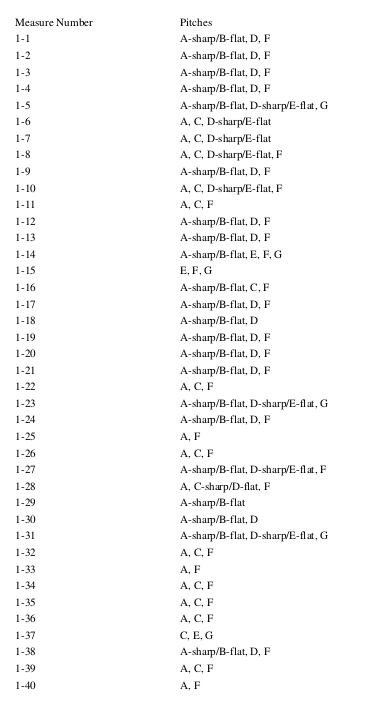 Measure Number Pitches
1-1 A-sharp/B-flat, D, F
1-2 A-sharp/B-flat, D, F
1-3 A-sharp/B-flat, D, F
1-4 A-sharp/B-flat, D, F
1-5 A-sharp/B-flat, D-sharp/E-flat, G
1-6 A, C, D-sharp/E-flat
1-7 A, C, D-sharp/E-flat
1-8 A, C, D-sharp/E-flat, F
1-9 A-sharp/B-flat, D, F
1-10 A, C, D-sharp/E-flat, F
1-11 A, C, F
1-12 A-sharp/B-flat, D, F
1-13 A-sharp/B-flat, D, F
1-14 A-sharp/B-flat, E, F, G
1-15 E, F, G
1-16 A-sharp/B-flat, C, F
1-17 A-sharp/B-flat, D, F
1-18 A-sharp/B-flat, D
1-19 A-sharp/B-flat, D, F
1-20 A-sharp/B-flat, D, F
1-21 A-sharp/B-flat, D, F
1-22 A, C, F
1-23 A-sharp/B-flat, D-sharp/E-flat, G
1-24 A-sharp/B-flat, D, F
1-25 A, F
1-26 A, C, F
1-27 A-sharp/B-flat, D-sharp/E-flat, F
1-28 A, C-sharp/D-flat, F
1-29 A-sharp/B-flat
1-30 A-sharp/B-flat, D
1-31 A-sharp/B-flat, D-sharp/E-flat, G
1-32 A, C, F
1-33 A, F
1-34 A, C, F
1-35 A, C, F
1-36 A, C, F
1-37 C, E, G
1-38 A-sharp/B-flat, D, F
1-39 A, C, F
1-40 A, F